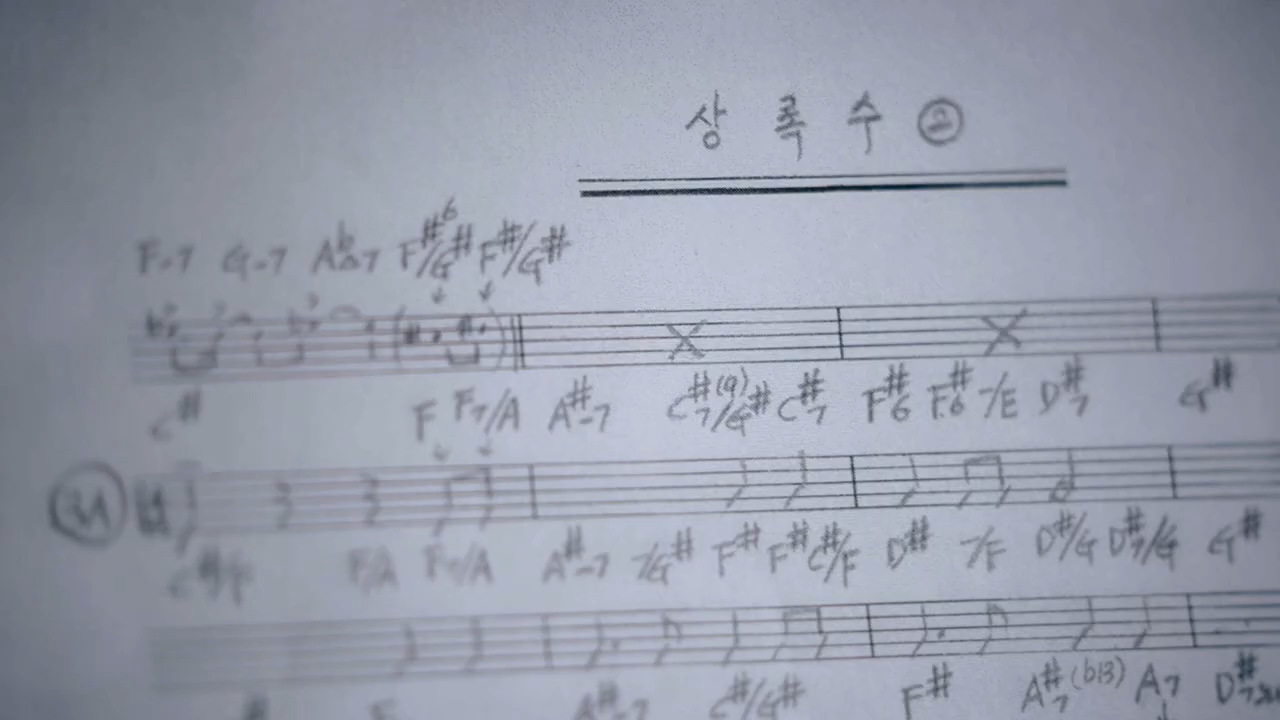 상록수 ②
F-7 G-7 A♭△7 F#6/G# F#/G#
C# F F7/A A#-7 C#7(9)/G# C#7 F#6 F#6 -/E D#7 G#
3A
F/A F7/A A#-7 -/G# F# F# C#/F D# -/F D#/G D#7/G G#
A#-7 C#/G# F# A#7(b13) A7 D#7